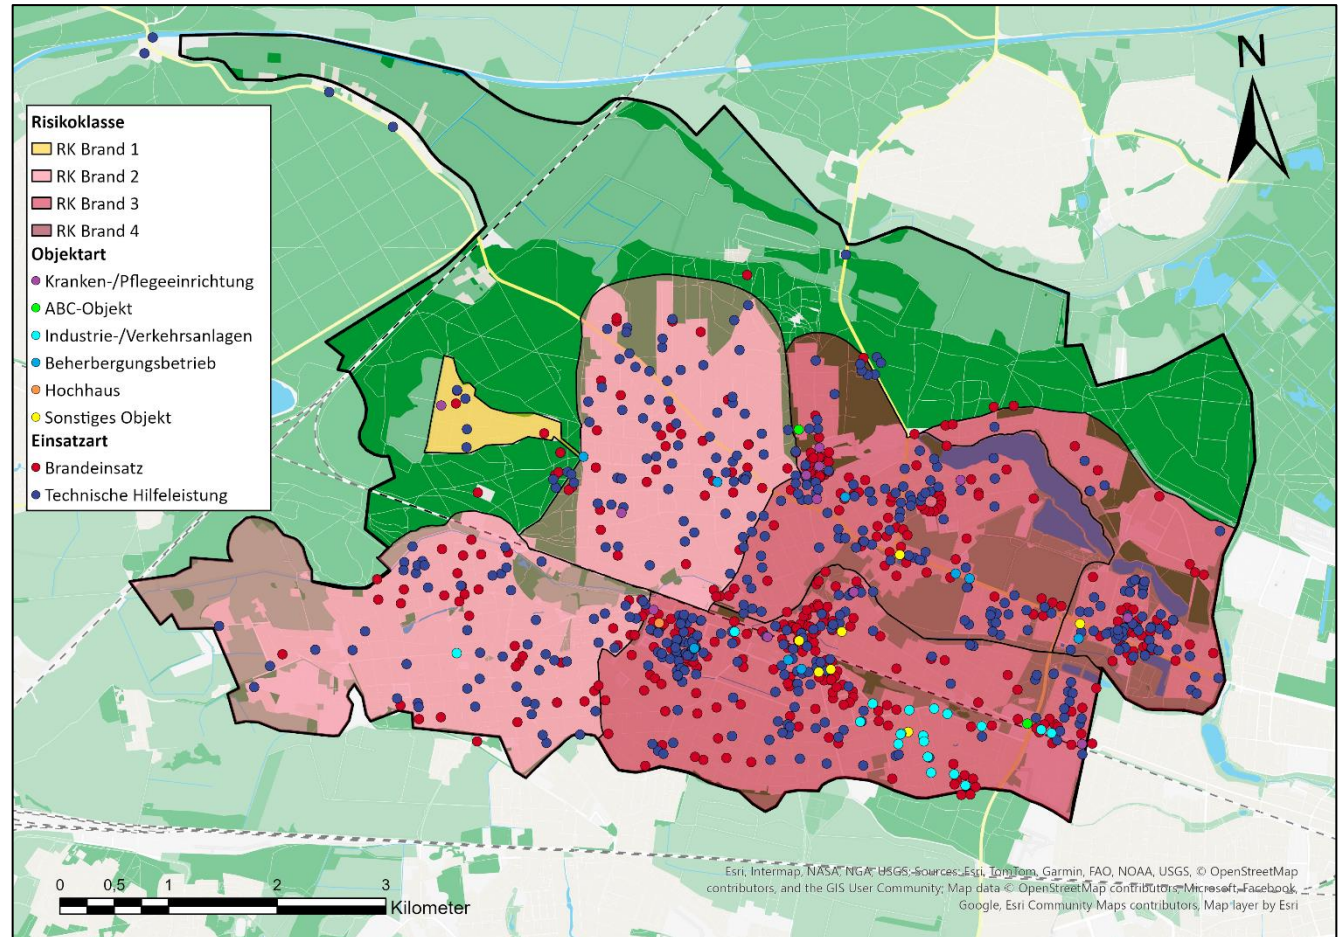 N
Risikoklasse
RK Brand 1
RK Brand 2
RK Brand 3
RK Brand 4
Objektart
Kranken-/Pflegeeinrichtung
ABC-Objekt
Industrie-/Verkehrsanlagen
Beherbergungsbetrieb
Hochhaus
Sonstiges Objekt
Einsatzart
Brandeinsatz
Technische Hilfeleistung
0 0,5 1 2 3
Kilometer
Esri, Intermap, NASA, NGA, USGS; Sources: Esri, TomTom, Garmin, FAO, NOAA, USGS, © OpenStreetMap
contributors, and the GIS User Community; Map data © OpenStreetMap contributors, Microsoft, Facebook,
Google, Esri Community Maps contributors, Map layer by Esri